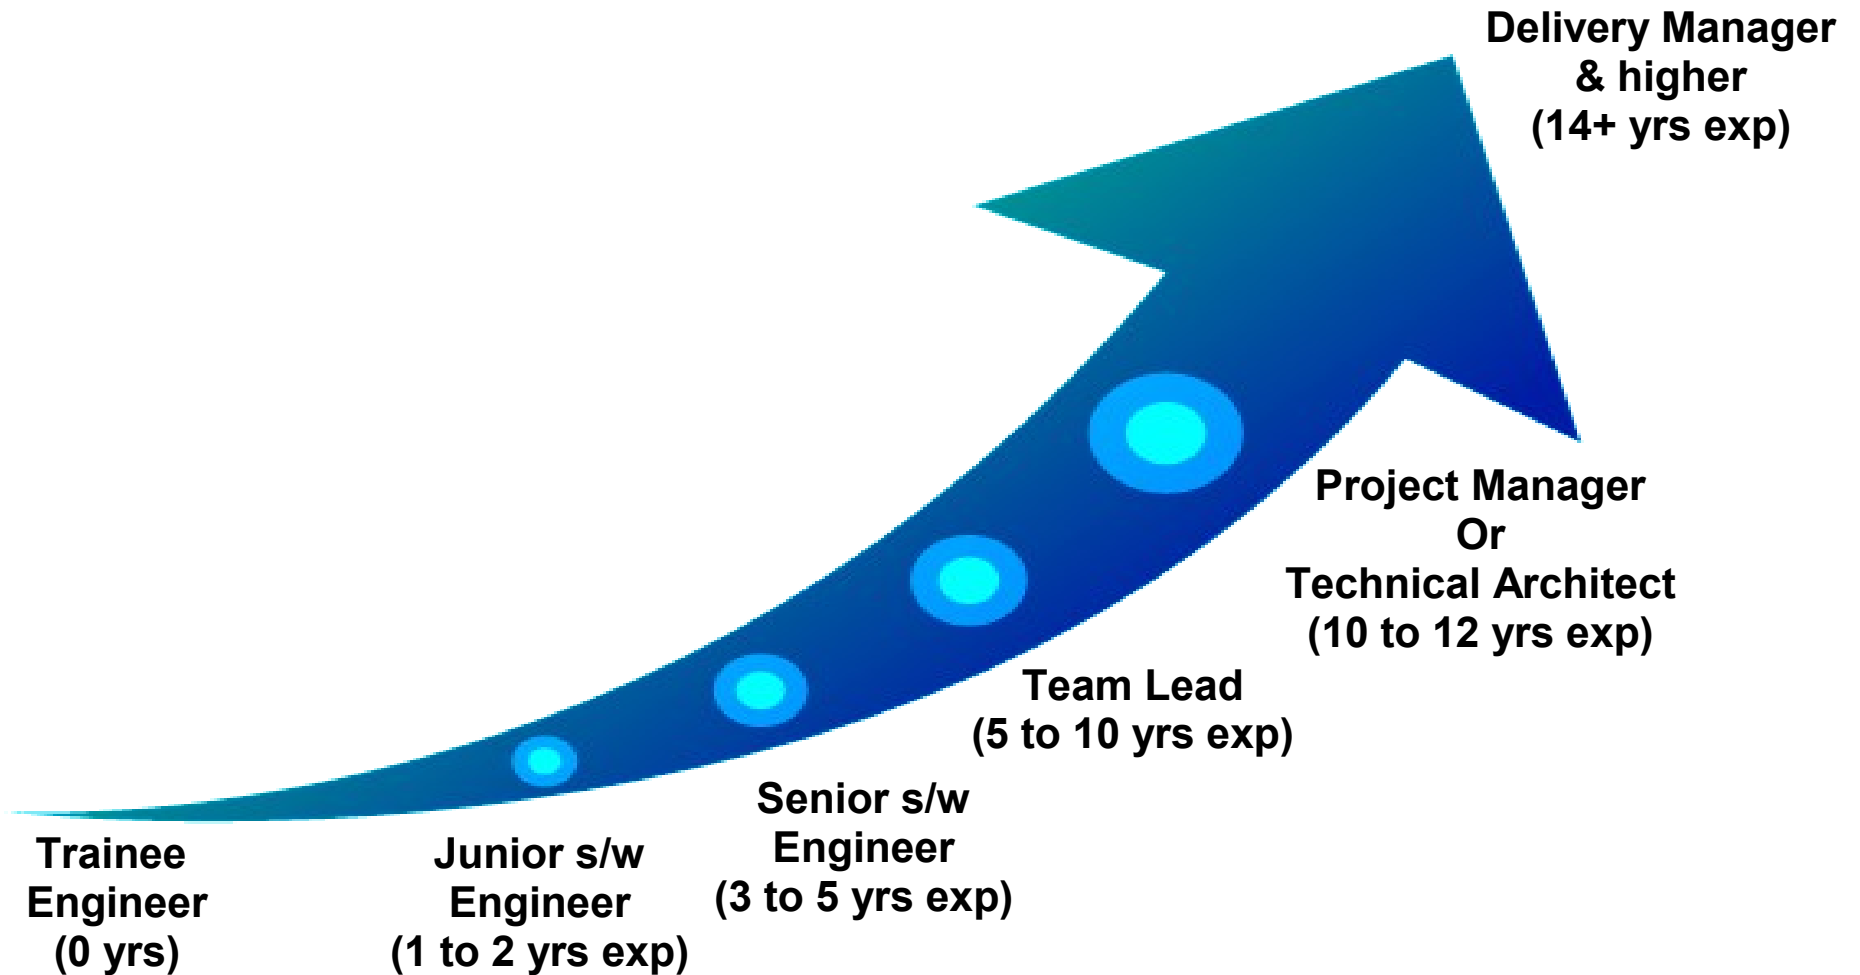 Delivery Manager
& higher
(14+ yrs exp)
Project Manager
Or
Technical Architect
(10 to 12 yrs exp)
Team Lead
(5 to 10 yrs exp)
Senior s/w
Engineer
(3 to 5 yrs exp)
Junior s/w
Engineer
(1 to 2 yrs exp)
Trainee
Engineer
(0 yrs)